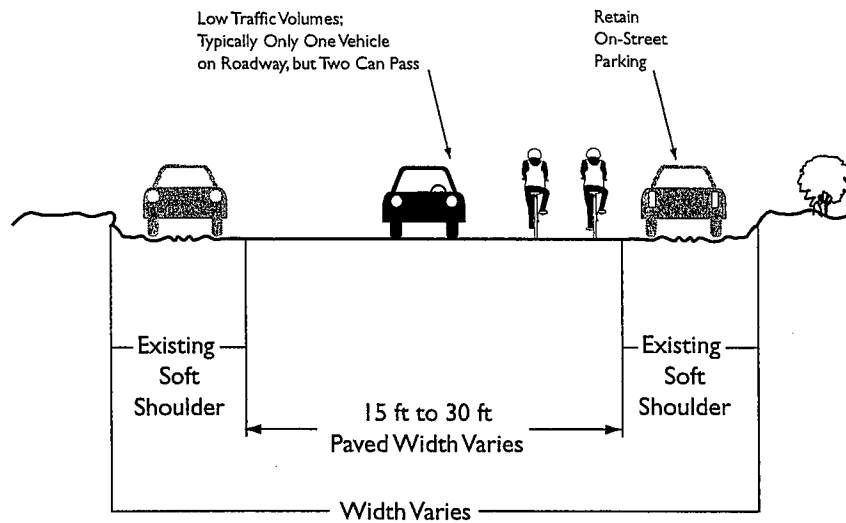 Low Traffic Volumes;
Typically Only One Vehicle
on Roadway, but Two Can Pass
Retain
On-Street
Parking
Existing
Soft
Shoulder
15 ft to 30 ft
Paved Width Varies
Existing
Soft
Shoulder
Width Varies